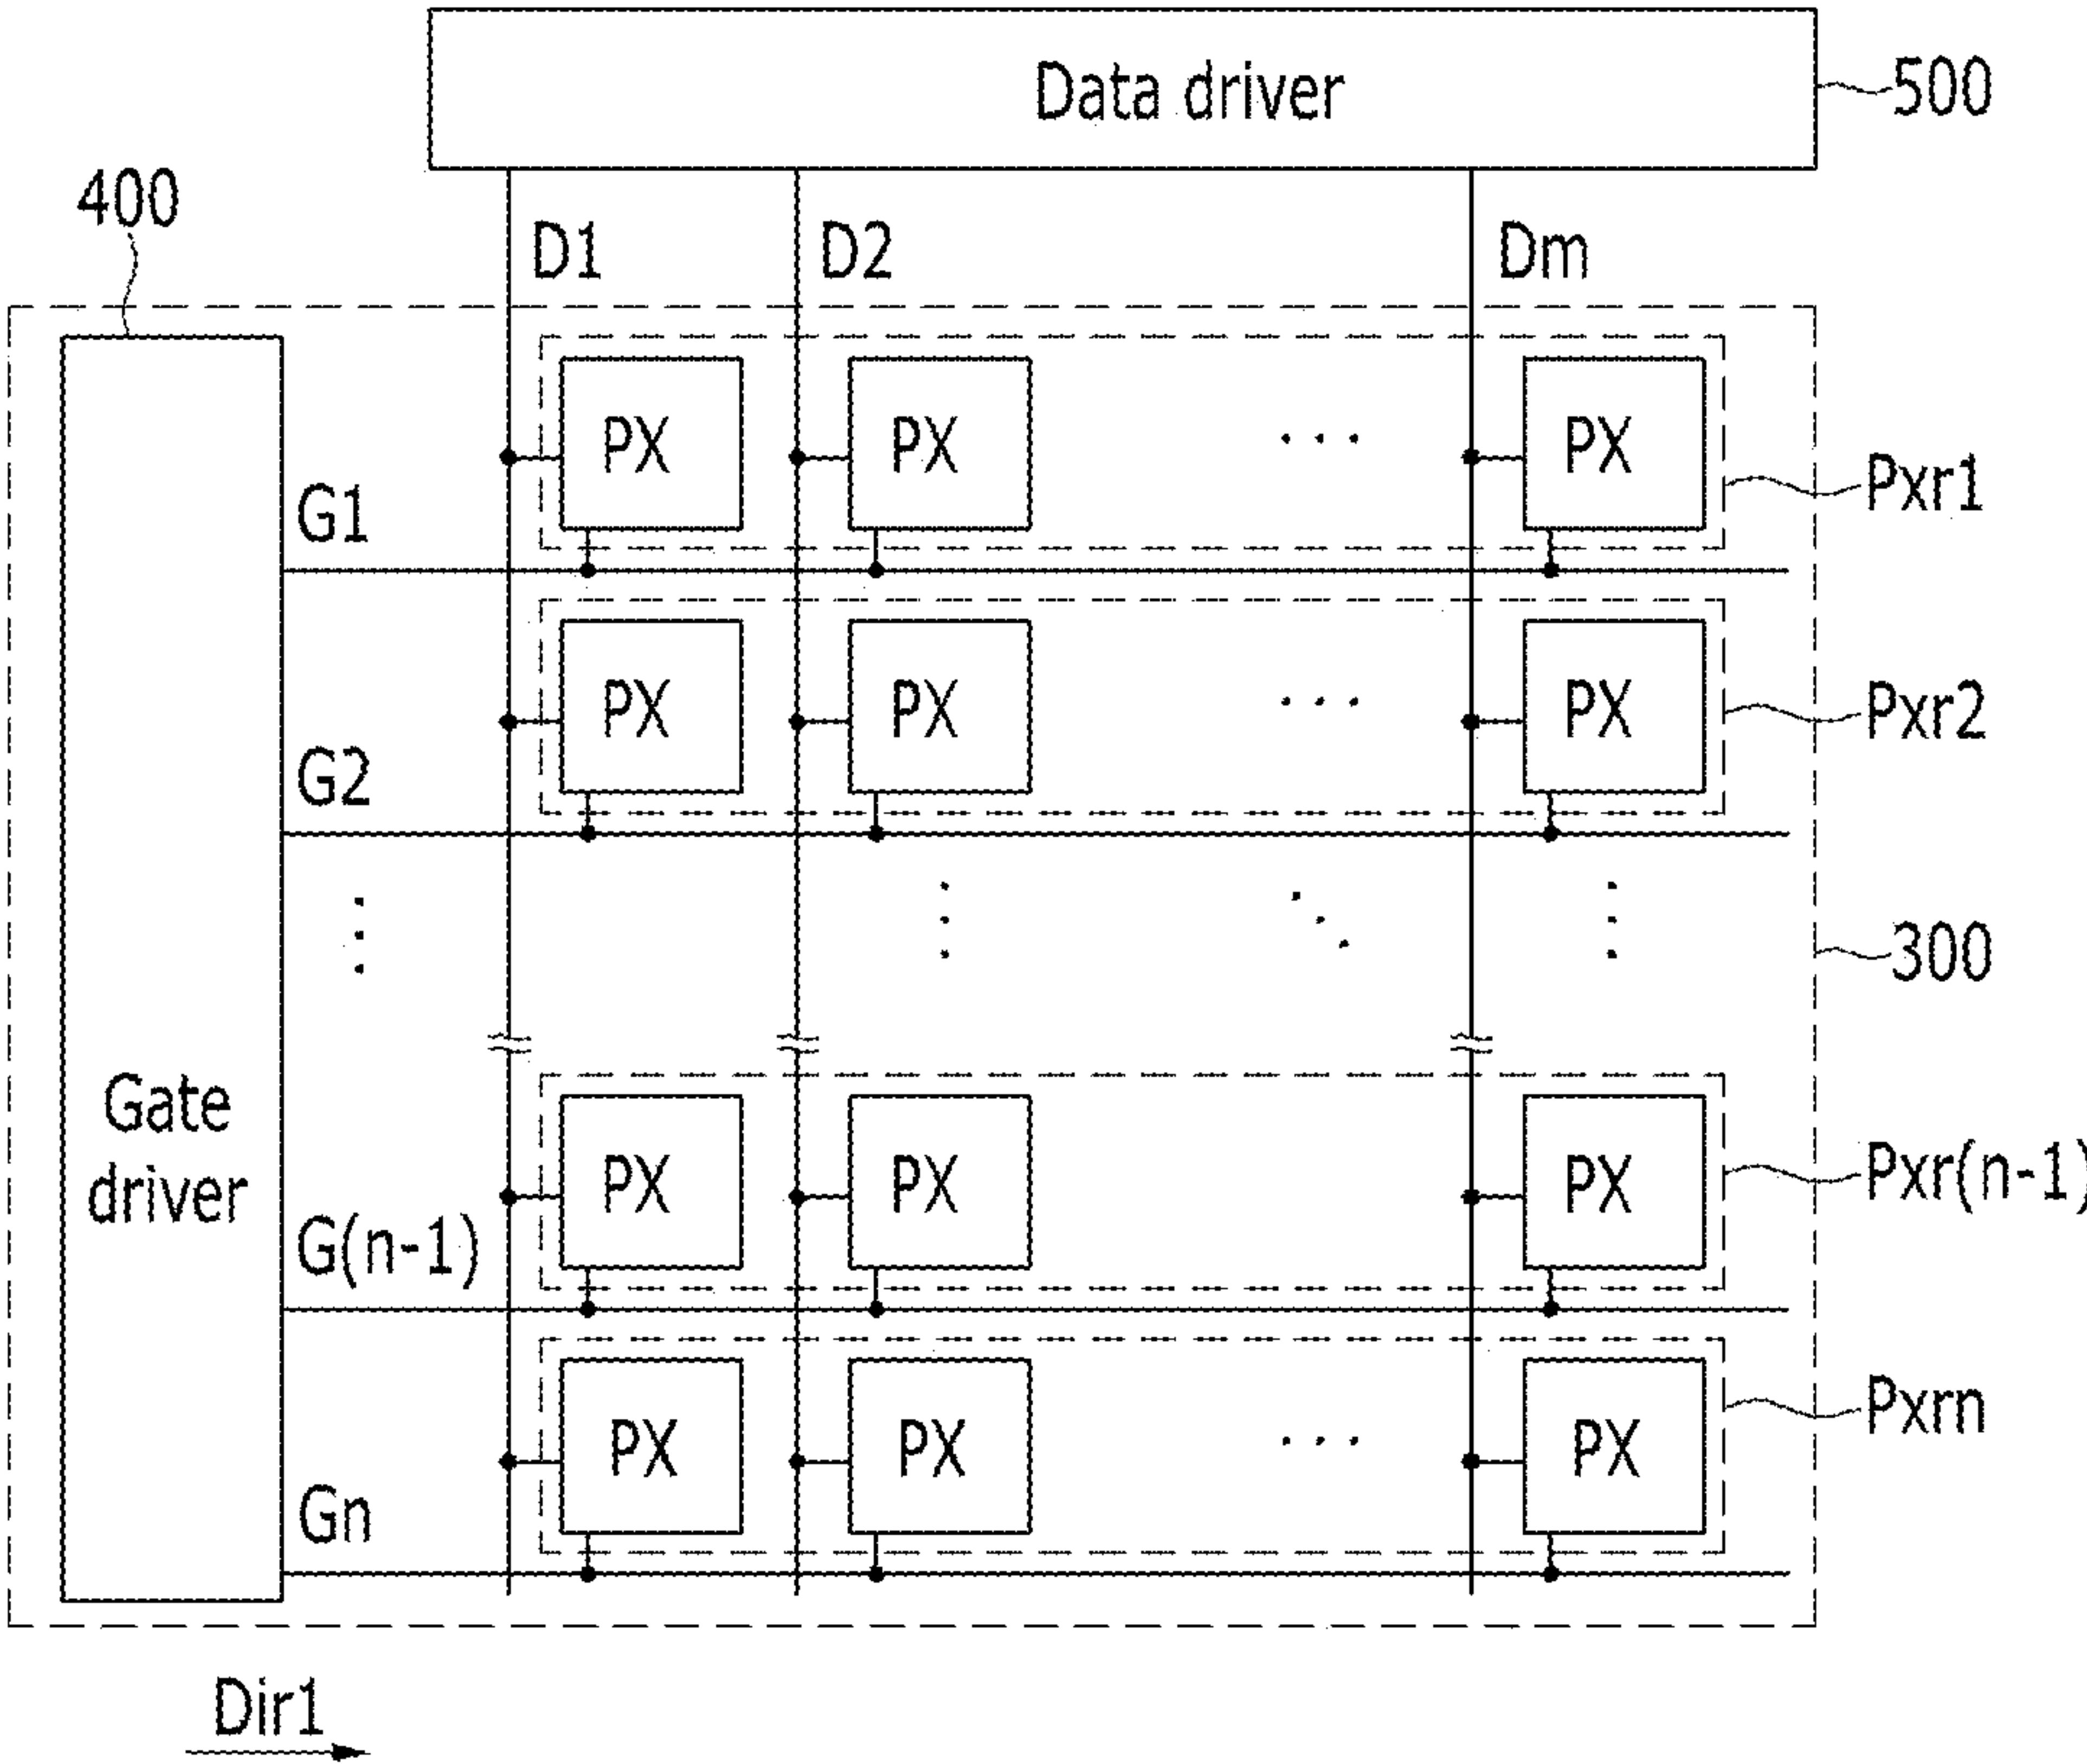 Data driver
500
400
D1 D2 Dm
PX PX ... PX
Pxr1
G1
PX PX ... PX
Pxr2
G2
300
PX PX PX
Pxr(n-1)
G(n-1)
Gate
driver
PX PX ... PX
Pxrn
Gn
Dir1